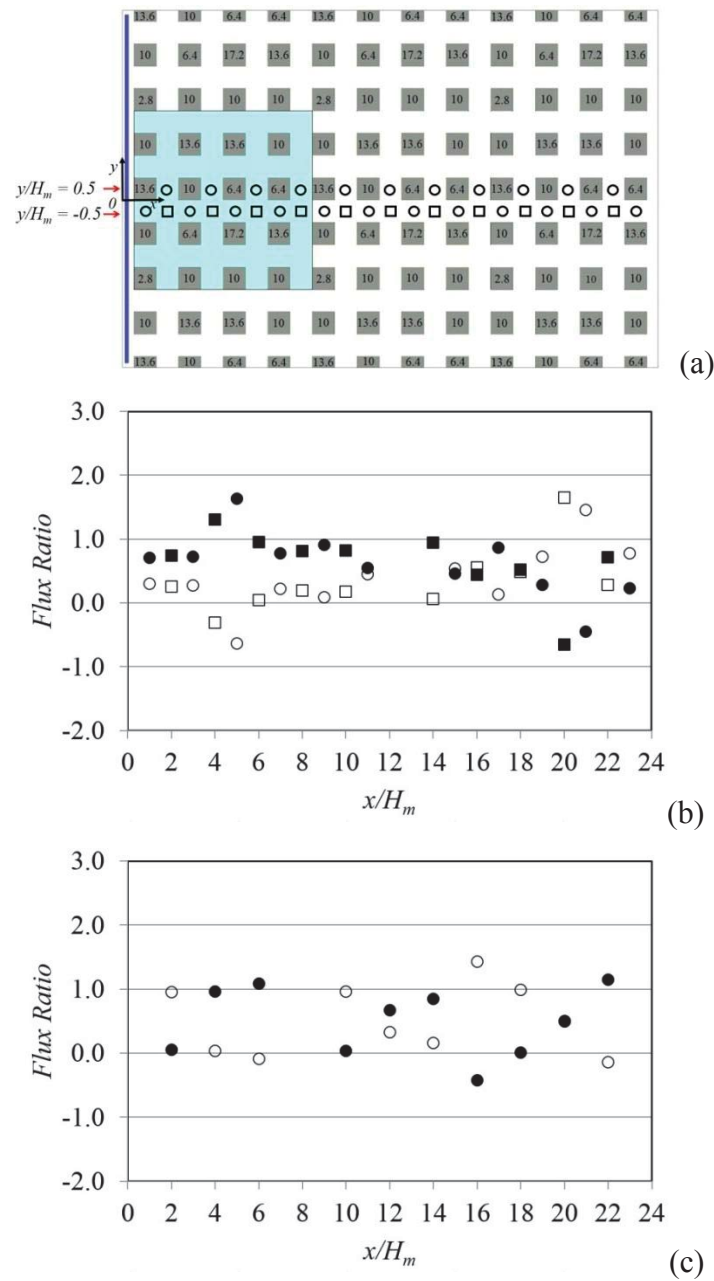 13.6 10 6.4 6.4 13.6 10 6.4 6.4 13.6 10 6.4 6.4
10 6.4 17.2 13.6 10 6.4 17.2 13.6 10 6.4 17.2 13.6
2.8 10 10 10 2.8 10 10 10 2.8 10 10 10
10 13.6 13.6 10 10 13.6 13.6 10 10 13.6 13.6 10
y
y/Hm = 0.5 13.6 10 6.4 6.4 13.6 10 6.4 6.4 13.6 10 6.4 6.4
0
y/Hm = -0.5
10 6.4 17.2 13.6 10 6.4 17.2 13.6 10 6.4 17.2 13.6
2.8 10 10 10 2.8 10 10 10 2.8 10 10 10
10 13.6 13.6 10 10 13.6 13.6 10 10 13.6 13.6 10
13.6 10 6.4 6.4 13.6 10 6.4 6.4 13.6 10 6.4 6.4
(a)
Flux Ratio
3.0
2.0
1.0
0.0
-1.0
-2.0
0 2 4 6 8 10 12 14 16 18 20 22 24
x/Hm
(b)
Flux Ratio
3.0
2.0
1.0
0.0
-1.0
-2.0
0 2 4 6 8 10 12 14 16 18 20 22 24
x/Hm
(c)